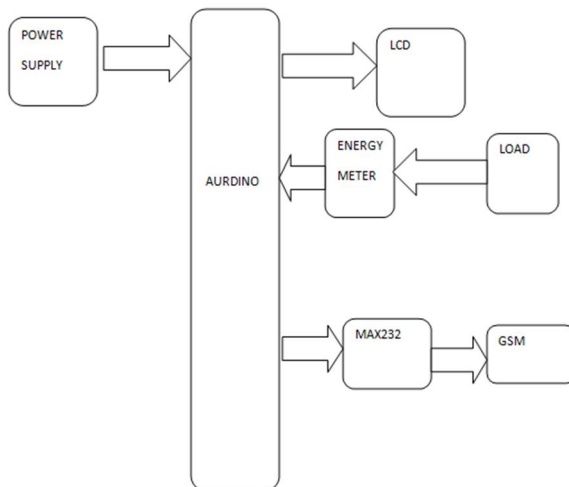 POWER
SUPPLY
LCD
ENERGY
METER
LOAD
AURDINO
MAX232
GSM